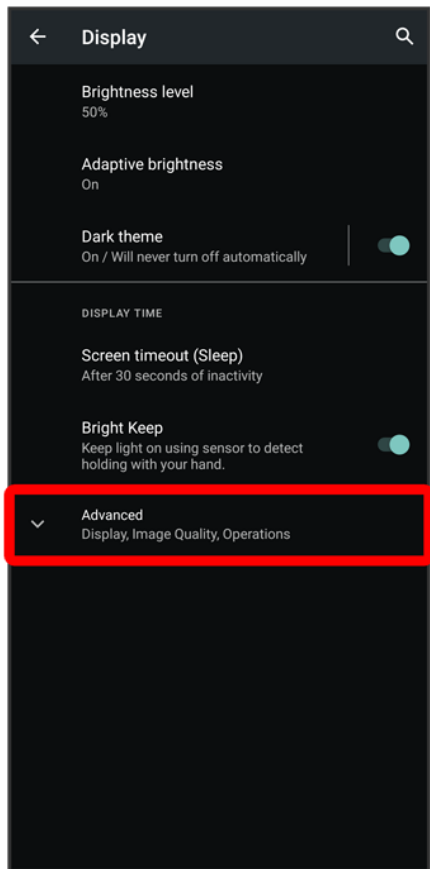 Display
Brightness level
50%
Adaptive brightness
On
Dark theme
On / Will never turn off automatically
DISPLAY TIME
Screen timeout (Sleep)
After 30 seconds of inactivity
Bright Keep
Keep light on using sensor to detect
holding with your hand.
Advanced
Display, Image Quality, Operations